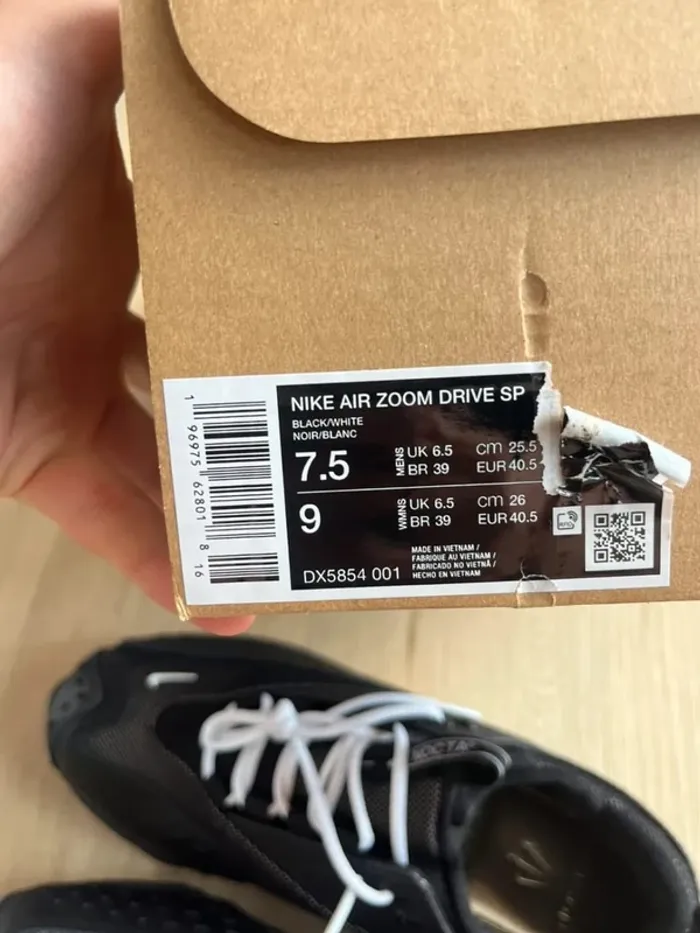 1 96975 62801 8 16
NIKE AIR ZOOM DRIVE SP
BLACK/WHITE
NOIR/BLANC
7.5
MENS
UK 6.5 cm 25.5
BR 39 EUR 40.5
9
WMNS
UK 6.5 cm 26
BR 39 EUR 40.5
RFID
MADE IN VIETNAM /
FABRIQUE AU VIETNAM /
FABRICADO NO VIETNÃ /
HECHO EN VIETNAM
DX5854 001